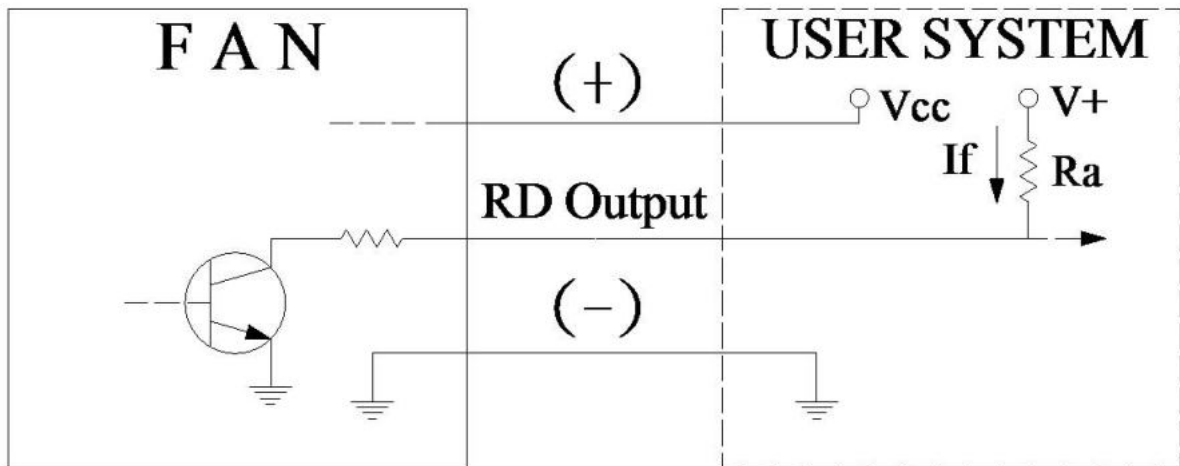 F A N
USER SYSTEM
(+)
Vcc
V+
If
Ra
RD Output
(-)